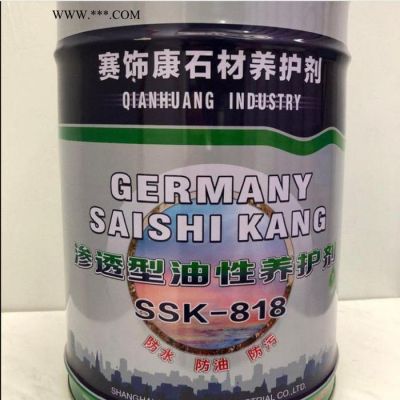 WWW.***.COM
赛饰康石材养护剂
QIANHUANG INDUSTRY
GERMANY
SAISHI KANG
渗透型油性养护剂
SSK-818
防水 防油 防污